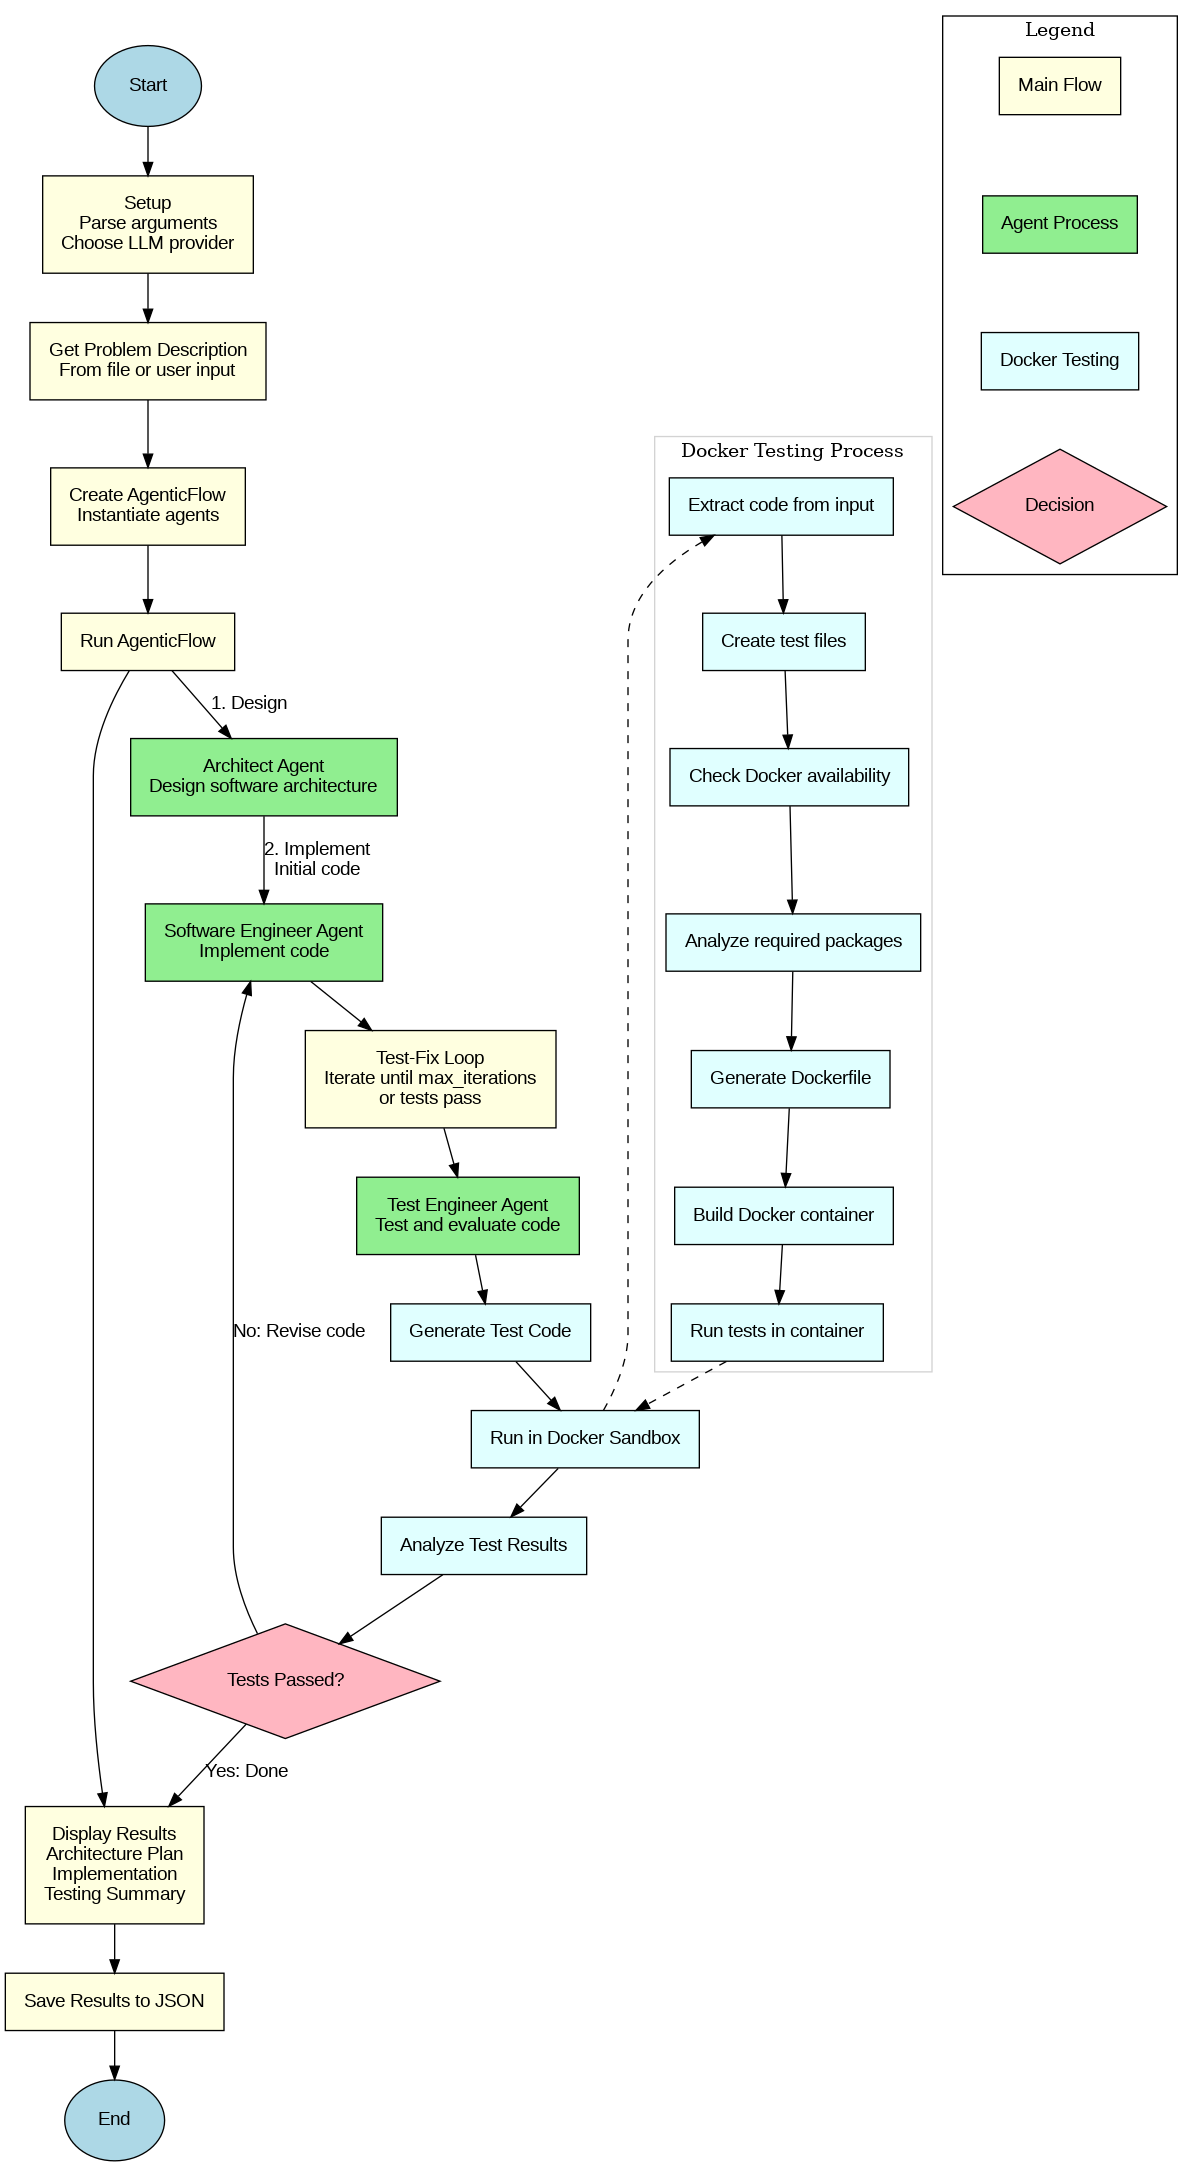 Start
Setup
Parse arguments
Choose LLM provider
Get Problem Description
From file or user input
Create AgenticFlow
Instantiate agents
Run AgenticFlow
1. Design
Architect Agent
Design software architecture
2. Implement
Initial code
Software Engineer Agent
Implement code
Test-Fix Loop
Iterate until max_iterations
or tests pass
Test Engineer Agent
Test and evaluate code
Generate Test Code
Run in Docker Sandbox
Analyze Test Results
Tests Passed?
No: Revise code
Yes: Done
Display Results
Architecture Plan
Implementation
Testing Summary
Save Results to JSON
End
Docker Testing Process
Extract code from input
Create test files
Check Docker availability
Analyze required packages
Generate Dockerfile
Build Docker container
Run tests in container
Legend
Main Flow
Agent Process
Docker Testing
Decision